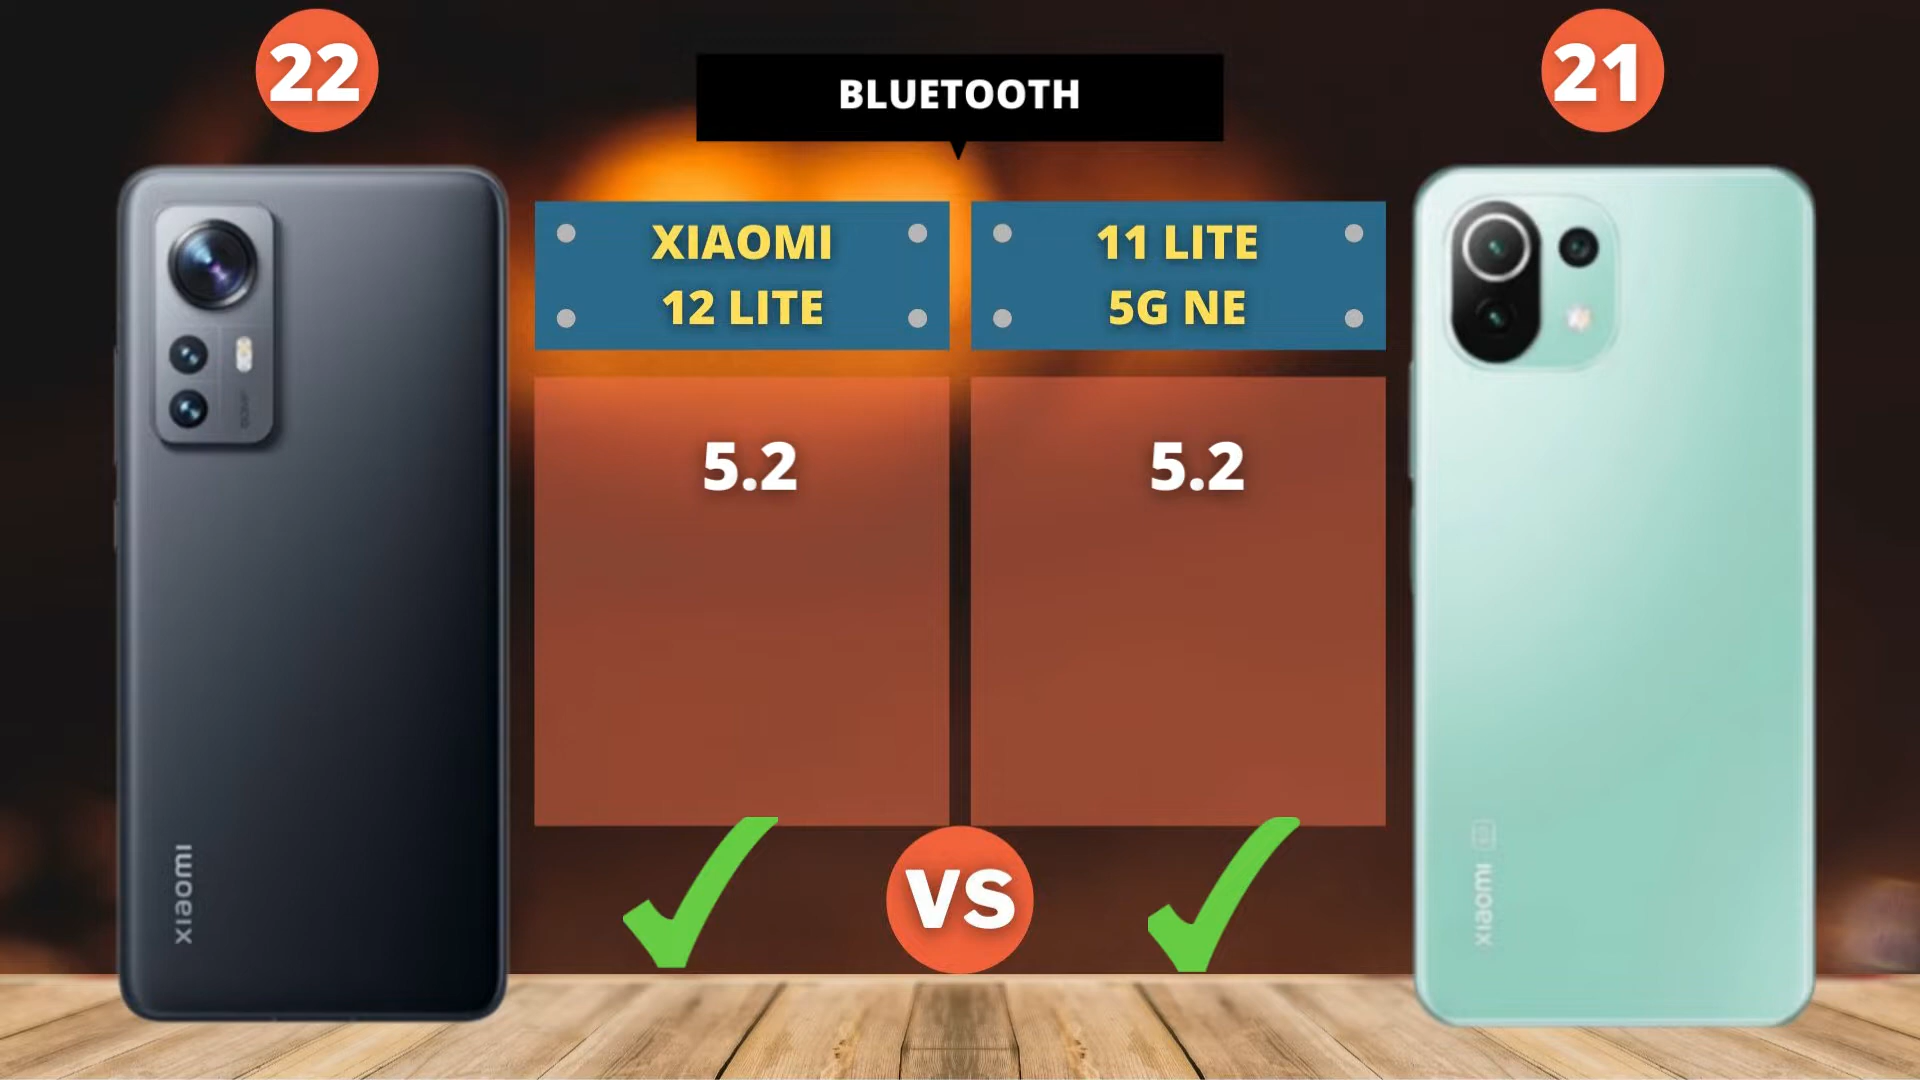 22
BLUETOOTH
21
XIAOMI
12 LITE
11 LITE
5G NE
5.2
5.2
VS
xiaomi
xiaomi